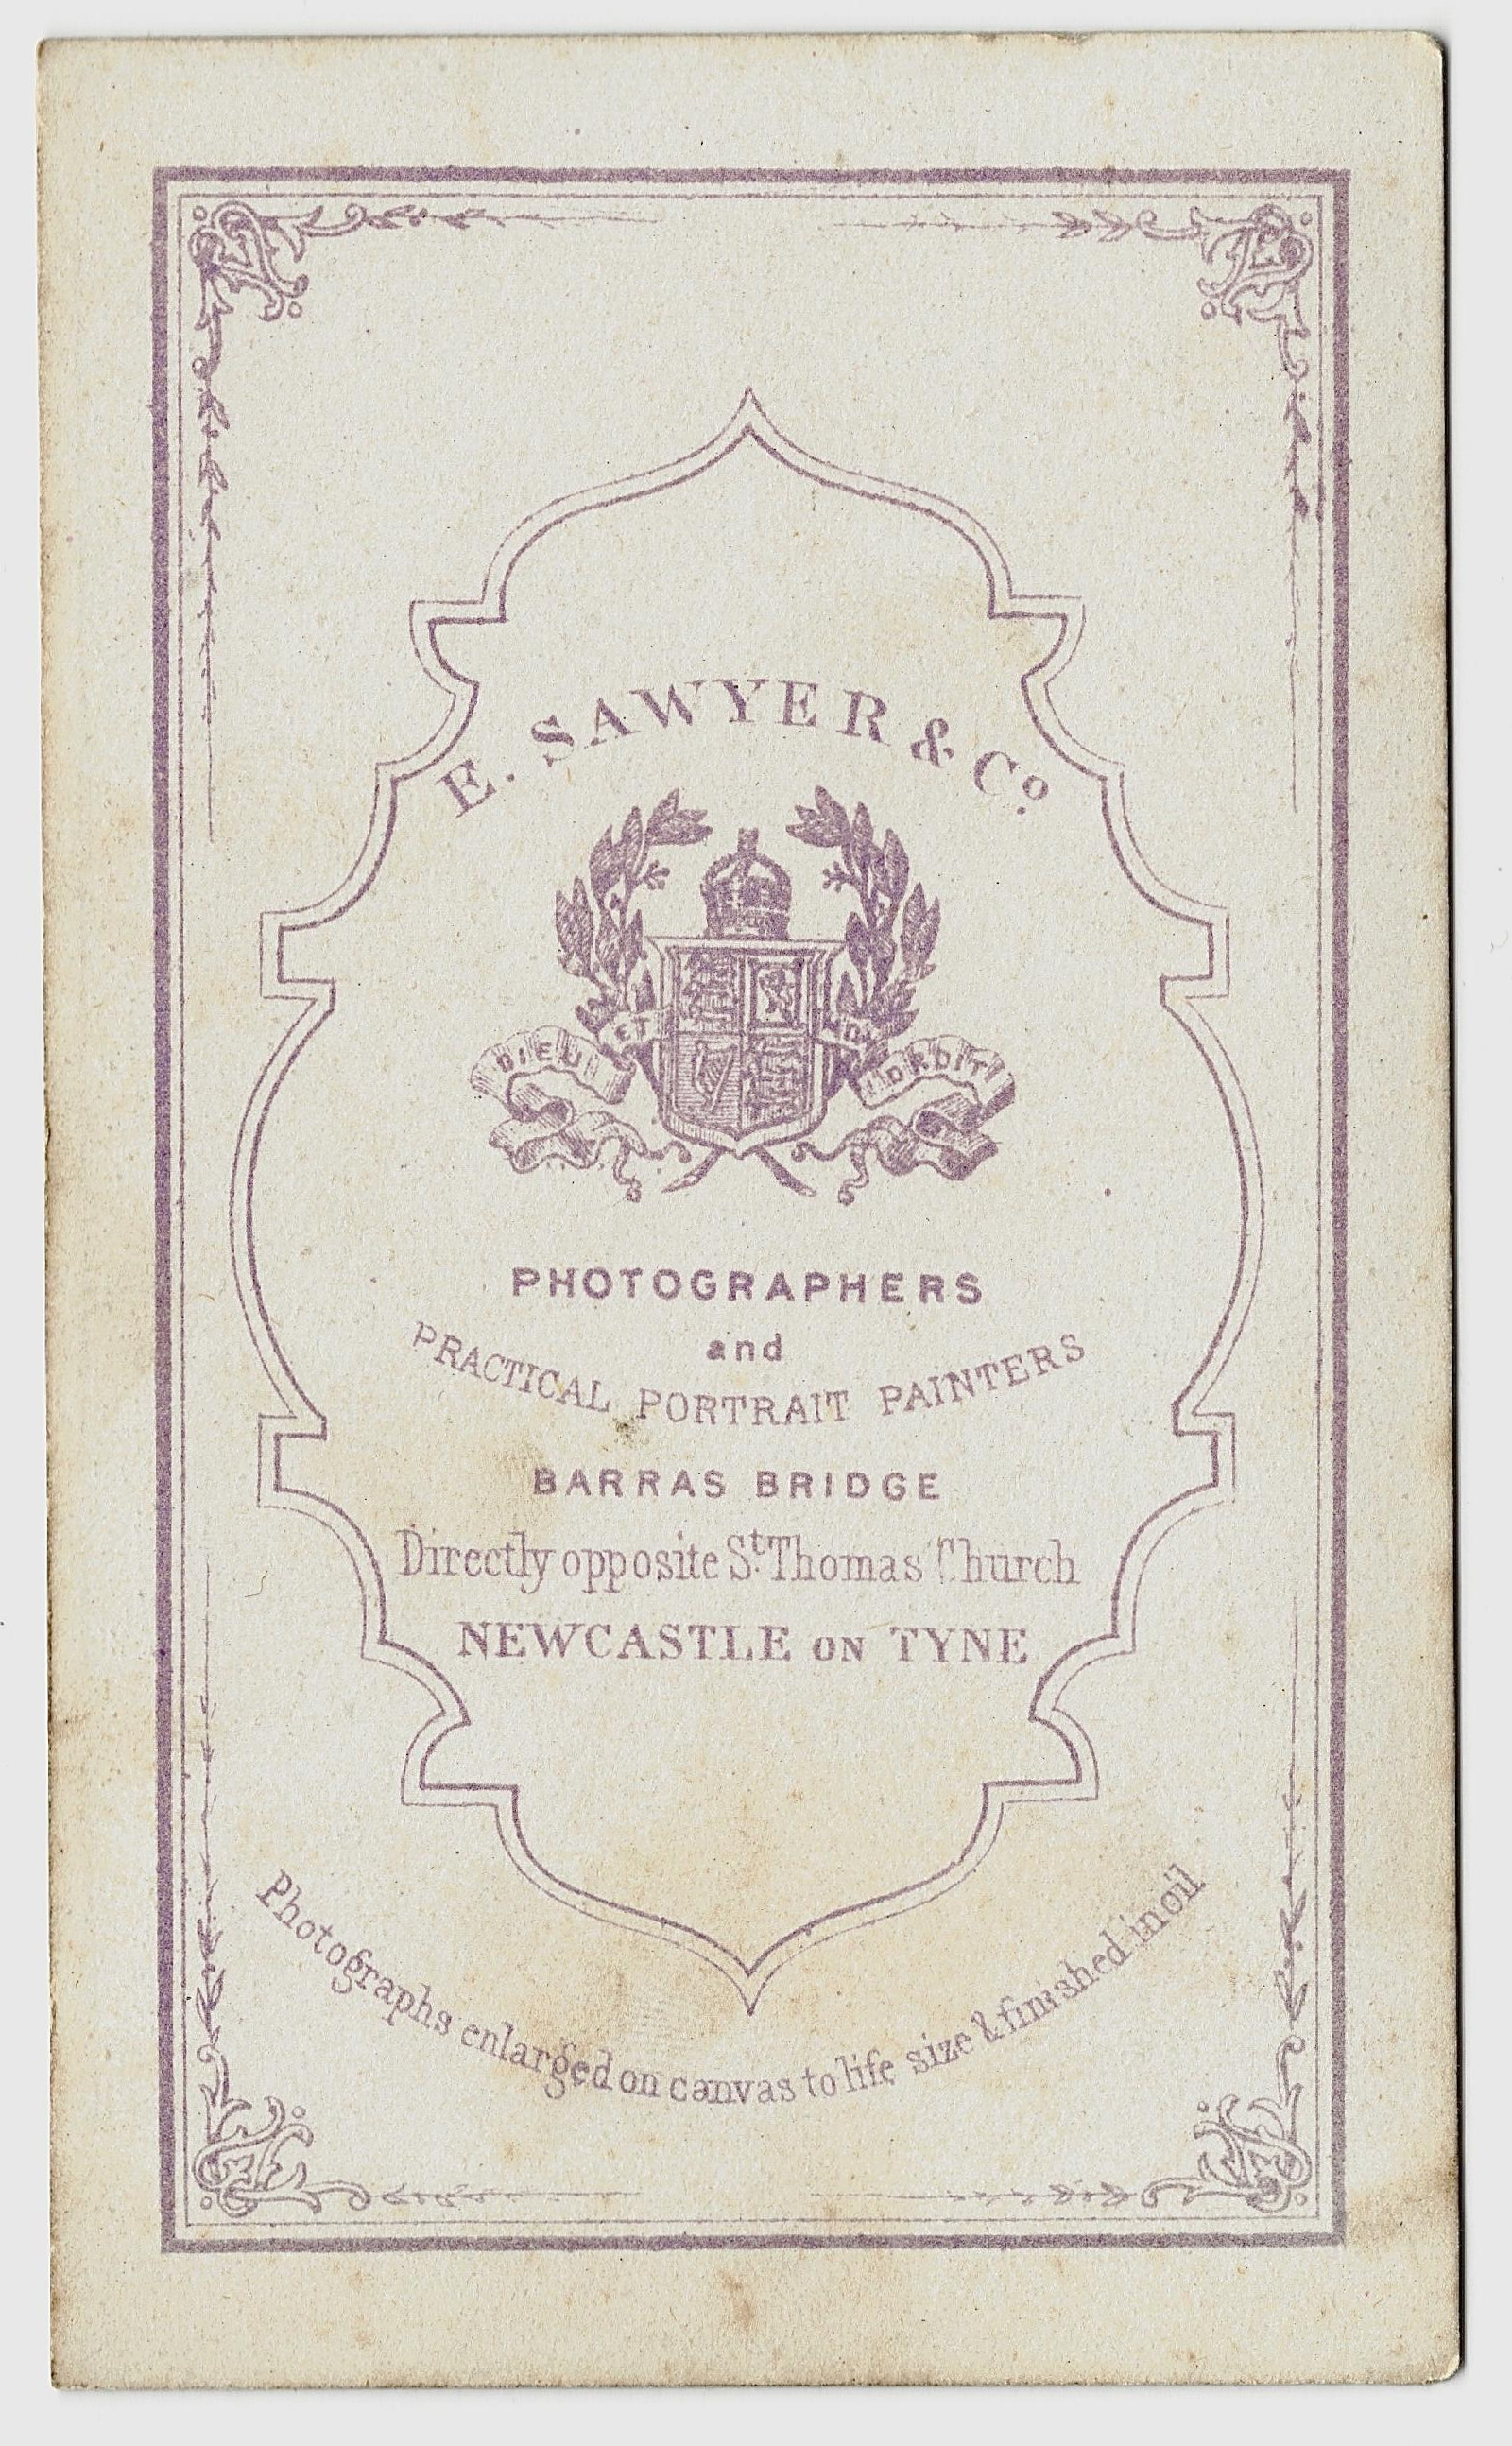 E. SAWYER & Co.
DIEU ET MON DROIT
PHOTOGRAPHERS
and
PRACTICAL PORTRAIT PAINTERS
BARRAS BRIDGE
Directly opposite St. Thomas Church
NEWCASTLE ON TYNE
Photographs enlarged on canvas to life size & finished in oil